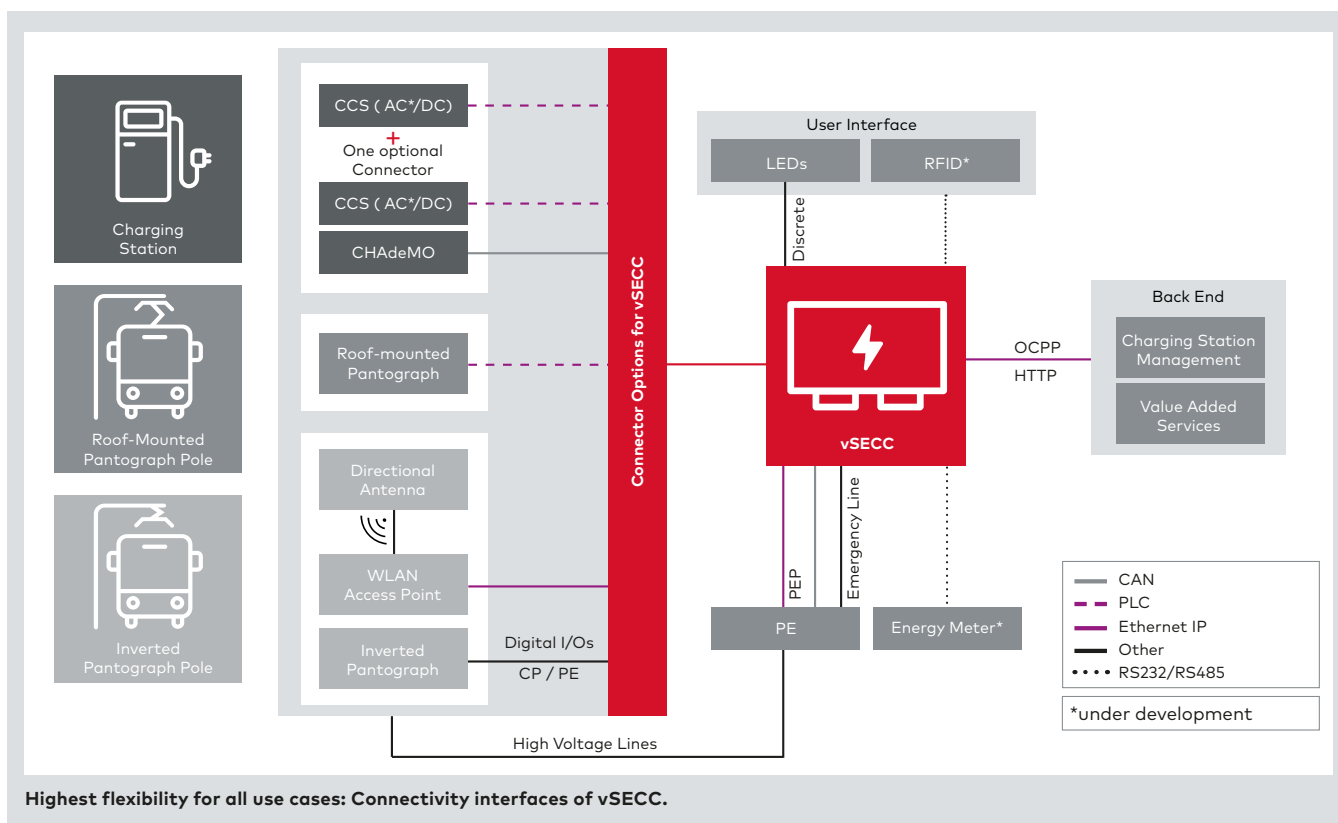 Charging
Station
Roof-Mounted
Pantograph Pole
Inverted
Pantograph Pole
CCS ( AC*/DC)
+
One optional
Connector
CCS ( AC*/DC)
CHAdeMO
Roof-mounted
Pantograph
Directional
Antenna
WLAN
Access Point
Inverted
Pantograph
Digital I/Os
CP / PE
High Voltage Lines
Connector Options for vSECC
User Interface
LEDs
RFID*
Discrete
vSECC
OCPP
HTTP
Back End
Charging Station
Management
Value Added
Services
PEP
Emergency Line
PE
Energy Meter*
CAN
PLC
Ethernet IP
Other
RS232/RS485
*under development
Highest flexibility for all use cases: Connectivity interfaces of vSECC.